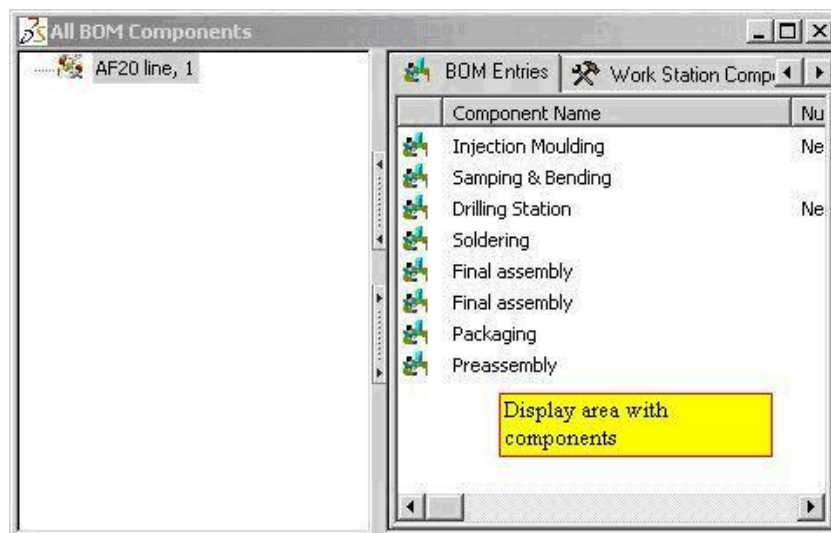 All BOM Components
AF20 line, 1
BOM Entries
Work Station Comp
Component Name
Nu
Injection Moulding
Ne
Samping & Bending
Drilling Station
Ne
Soldering
Final assembly
Final assembly
Packaging
Preassembly
Display area with
components